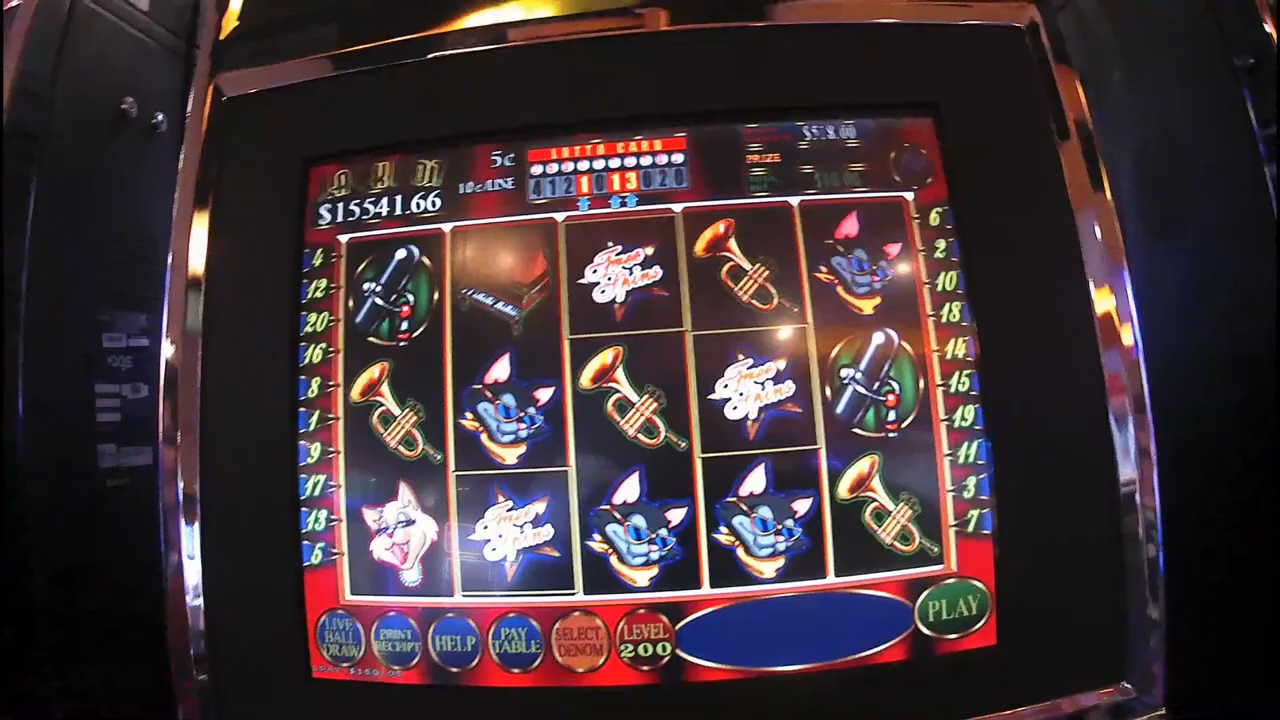 5¢
LOTTO CARD
$518.00
PRIZE
10¢/LINE
4 12 1 0 13 0 20
$15541.66
Free Spins
Free Spins
Free Spins
4
12
20
16
8
1
9
17
13
5
6
2
10
18
14
15
19
11
3
7
LIVE BALL DRAW
PRINT RECEIPT
HELP
PAY TABLE
SELECT DENOM
LEVEL 200
PLAY